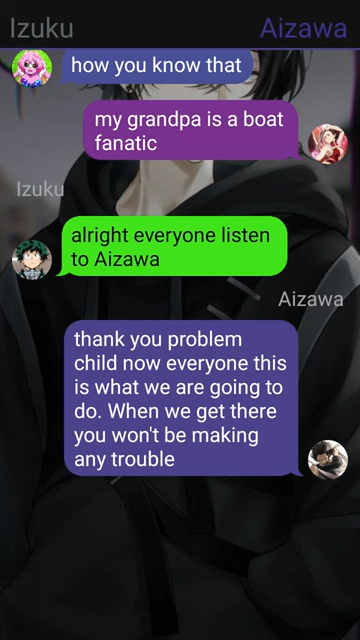 Izuku
Aizawa
how you know that
my grandpa is a boat
fanatic
Izuku
alright everyone listen
to Aizawa
Aizawa
thank you problem
child now everyone this
is what we are going to
do. When we get there
you won't be making
any trouble